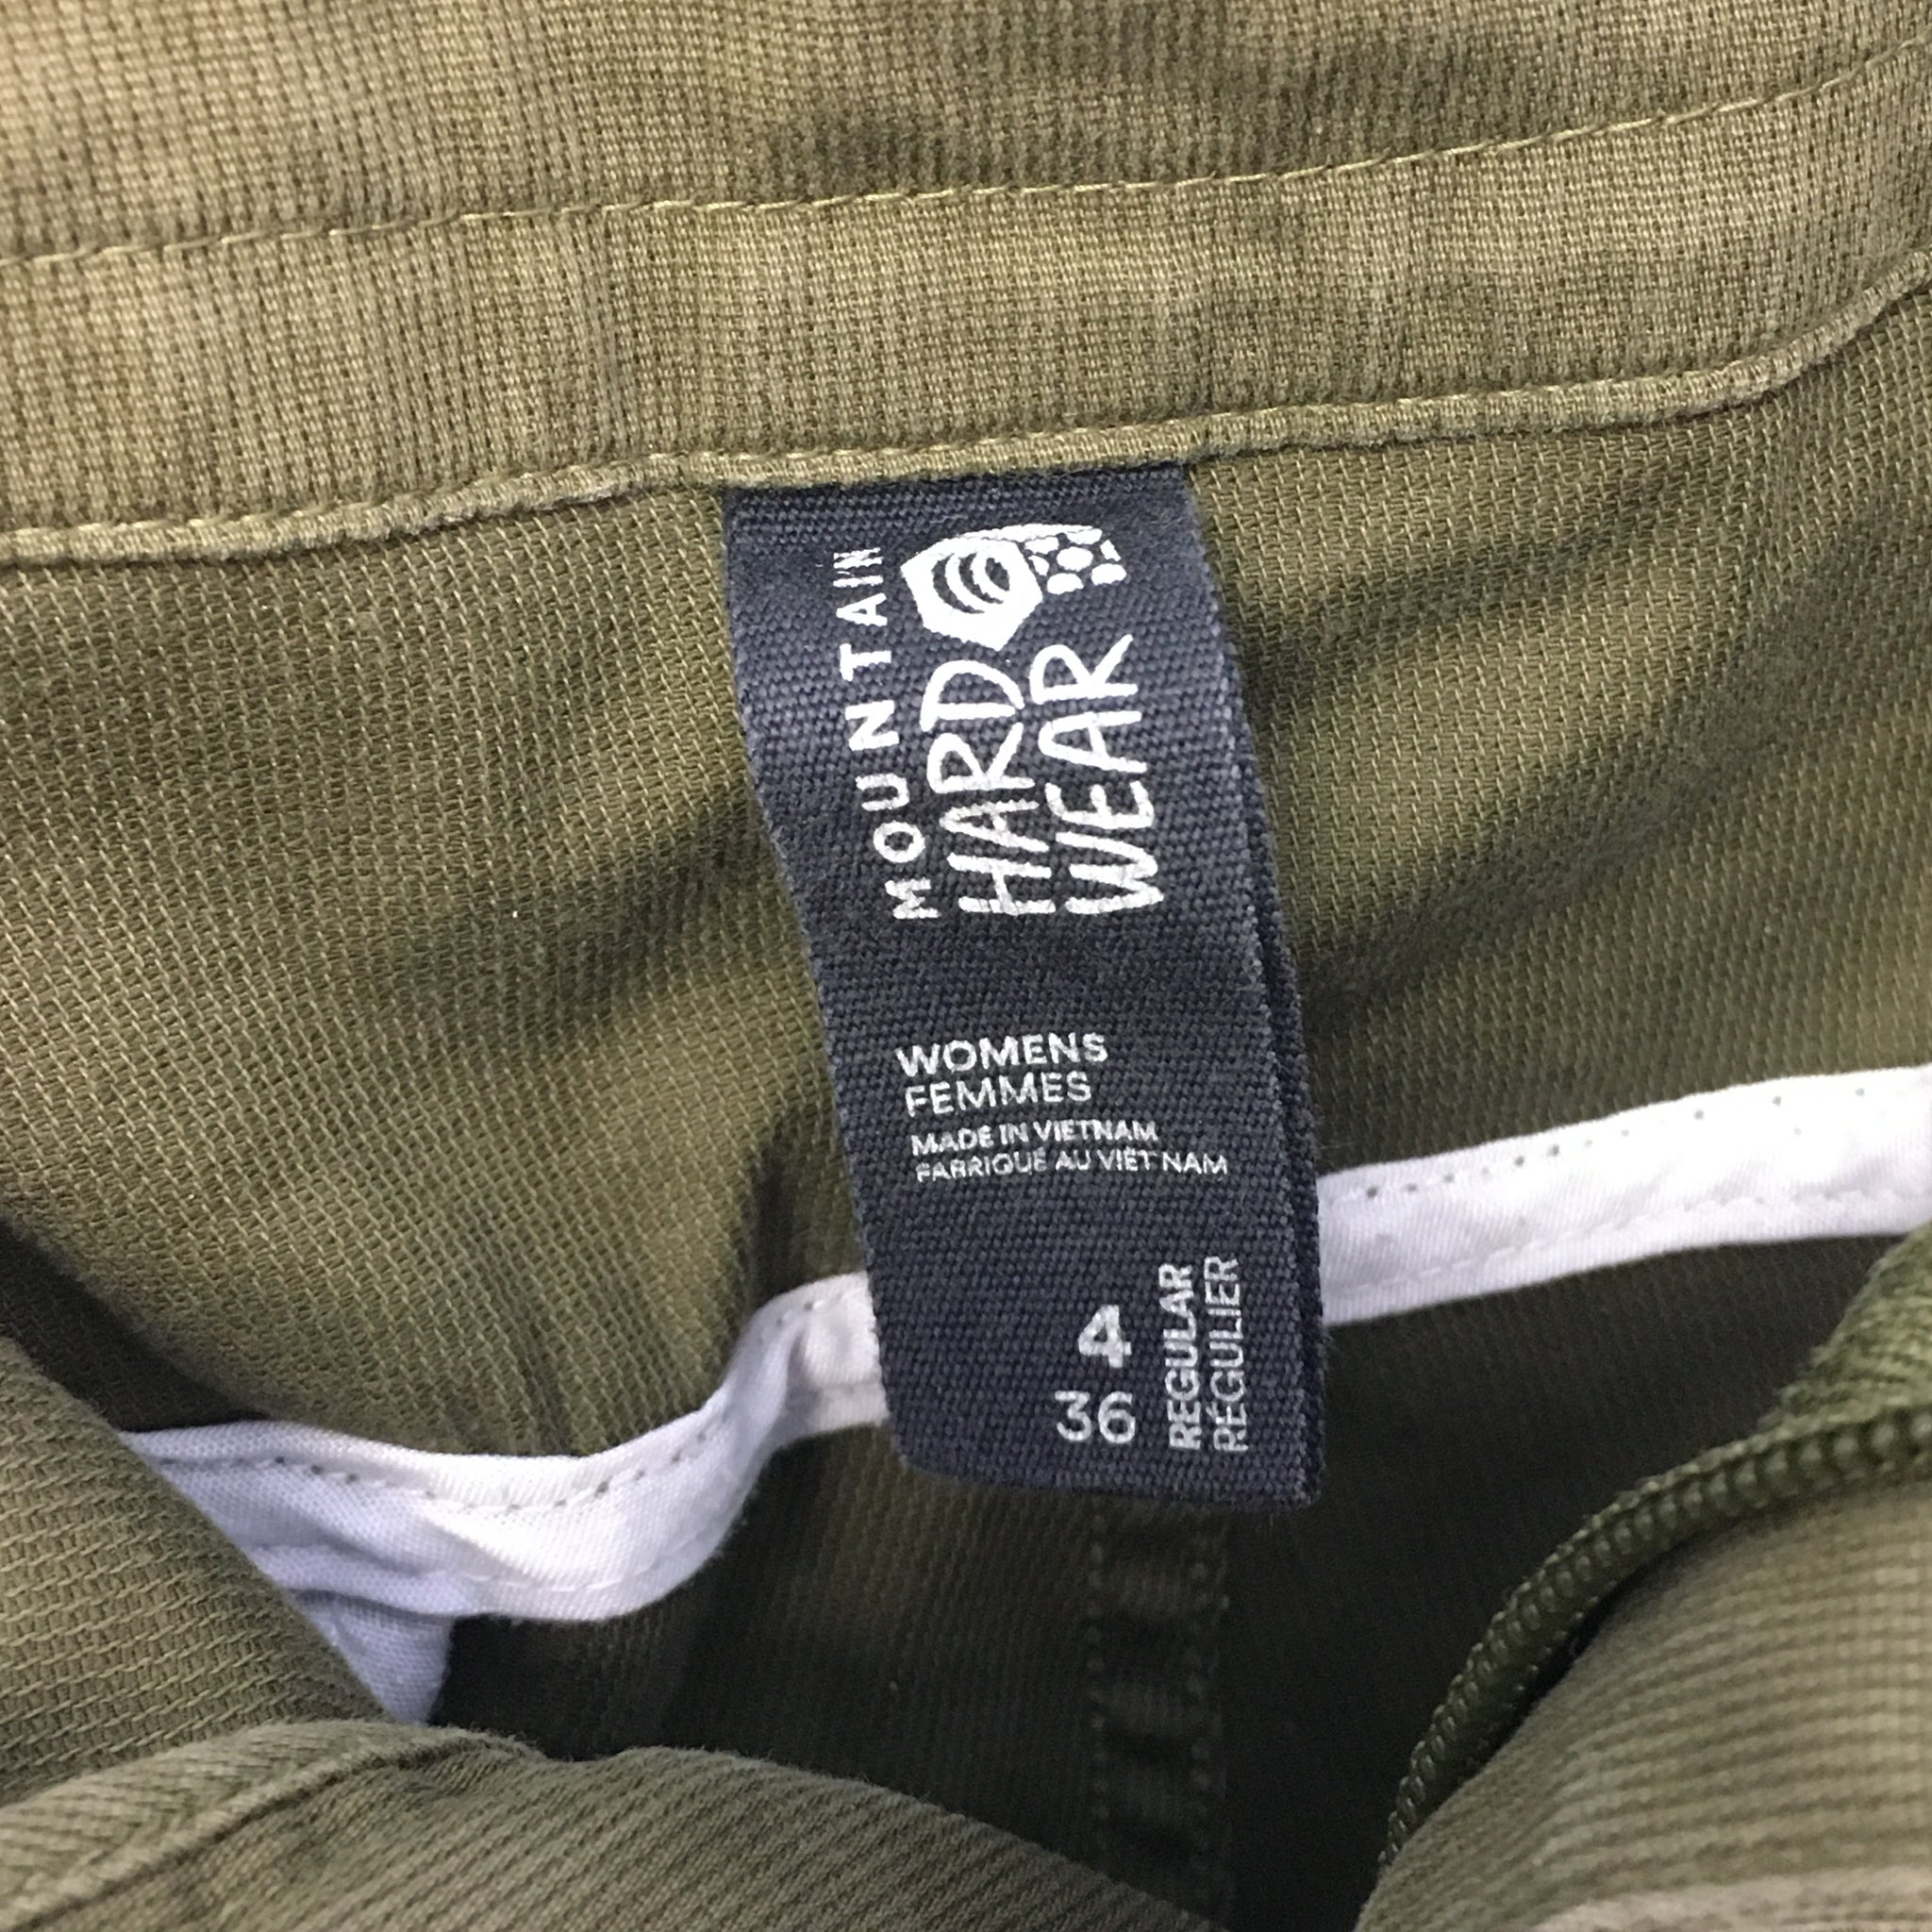 MOUNTAIN
HARD
WEAR
WOMENS
FEMMES
MADE IN VIETNAM
FABRIQUÉ AU VIÊT NAM
4
36
REGULAR
RÉGULIER